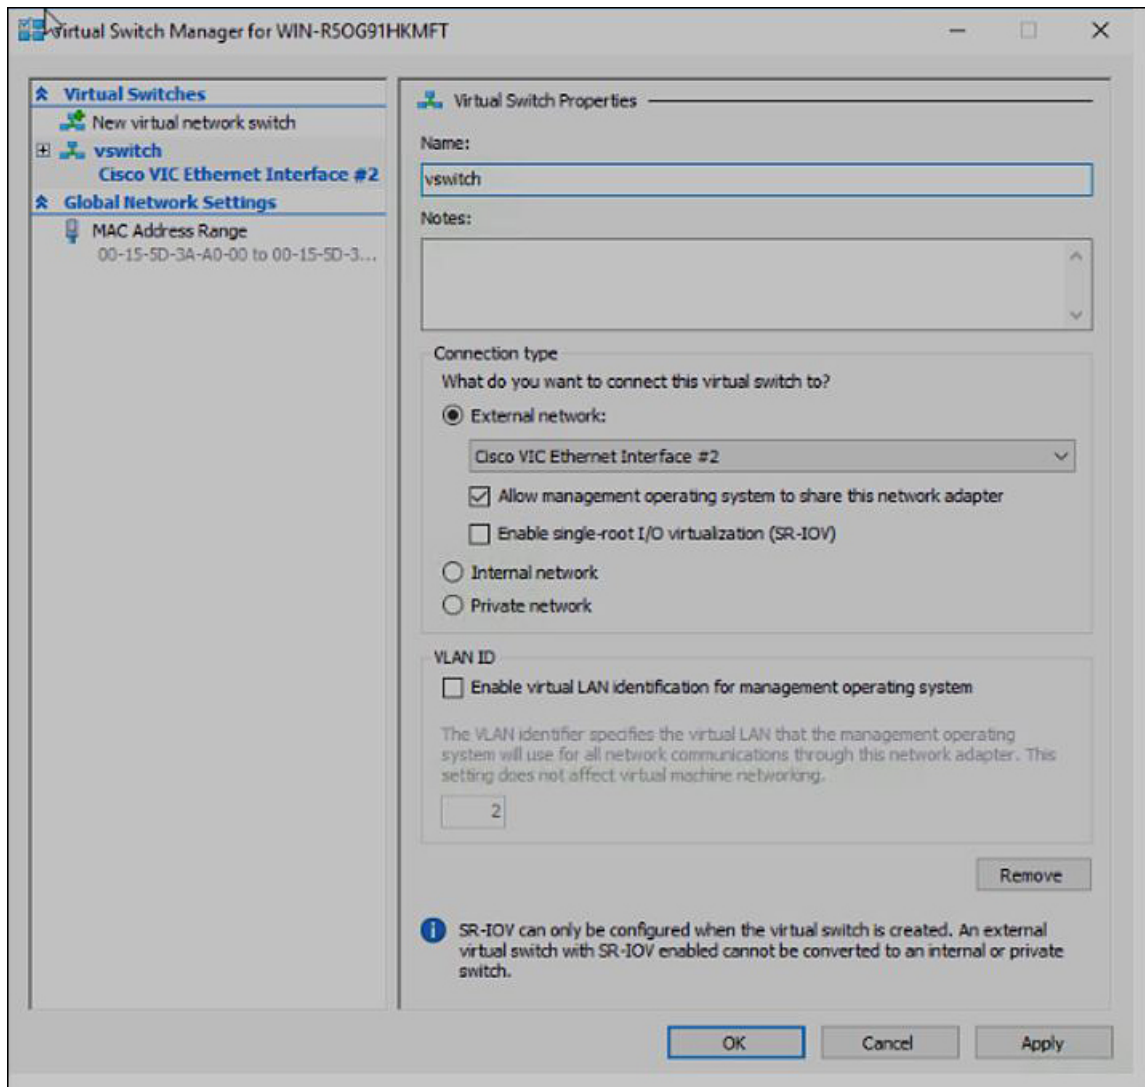 Virtual Switch Manager for WIN-R5OG91HKMFT
Virtual Switches
New virtual network switch
vswitch
Cisco VIC Ethernet Interface #2
Global Network Settings
MAC Address Range
00-15-5D-3A-A0-00 to 00-15-5D-3...
Virtual Switch Properties
Name:
vswitch
Notes:
Connection type
What do you want to connect this virtual switch to?
External network:
Cisco VIC Ethernet Interface #2
Allow management operating system to share this network adapter
Enable single-root I/O virtualization (SR-IOV)
Internal network
Private network
VLAN ID
Enable virtual LAN identification for management operating system
The VLAN identifier specifies the virtual LAN that the management operating
system will use for all network communications through this network adapter. This
setting does not affect virtual machine networking.
2
Remove
SR-IOV can only be configured when the virtual switch is created. An external
virtual switch with SR-IOV enabled cannot be converted to an internal or private
switch.
OK
Cancel
Apply